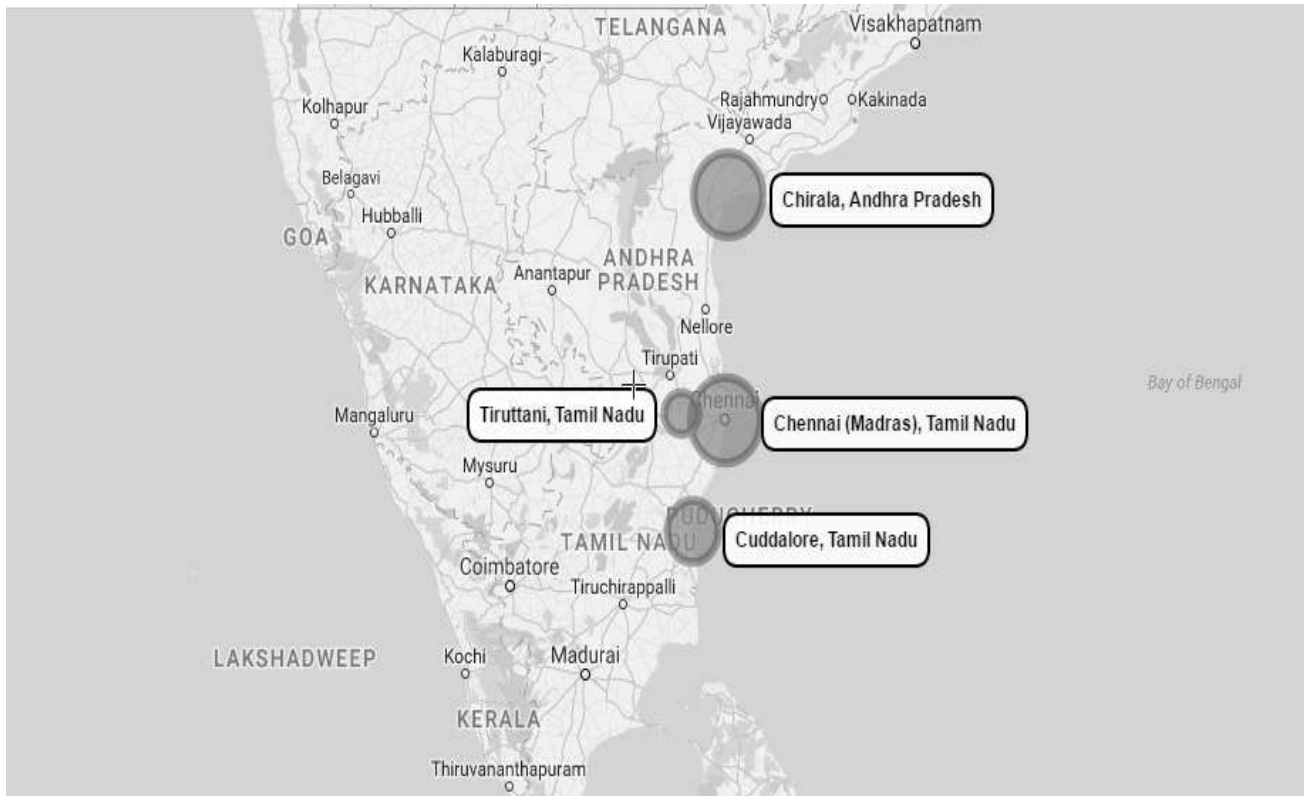 TELANGANA
Visakhapatnam
Kalaburagi
Kolhapur
Rajahmundry
Kakinada
Vijayawada
Belagavi
Chirala, Andhra Pradesh
Hubballi
GOA
ANDHRA
PRADESH
KARNATAKA
Anantapur
Nellore
Tirupati
Bay of Bengal
Chennai
Tiruttani, Tamil Nadu
Mangaluru
Chennai (Madras), Tamil Nadu
Mysuru
PUDUCHERRY
TAMIL NADU
Cuddalore, Tamil Nadu
Coimbatore
Tiruchirappalli
LAKSHADWEEP
Kochi
Madurai
KERALA
Thiruvananthapuram